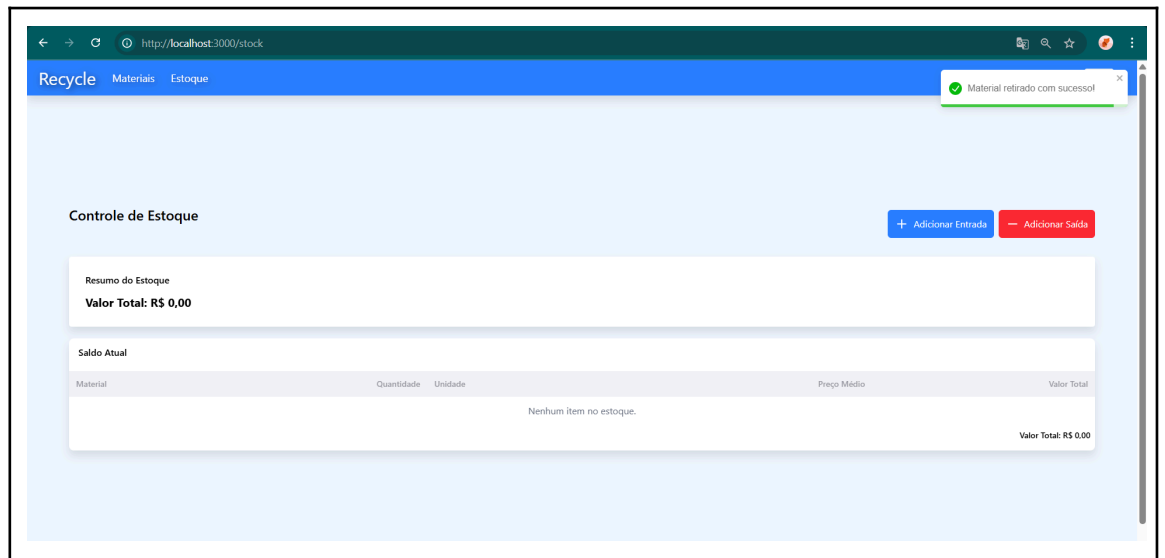 http://localhost:3000/stock
Recycle Materiais Estoque
Material retirado com sucesso!
Controle de Estoque
Adicionar Entrada
Adicionar Saída
Resumo do Estoque
Valor Total: R$ 0,00
Saldo Atual
Material Quantidade Unidade Preço Médio Valor Total
Nenhum item no estoque.
Valor Total: R$ 0,00